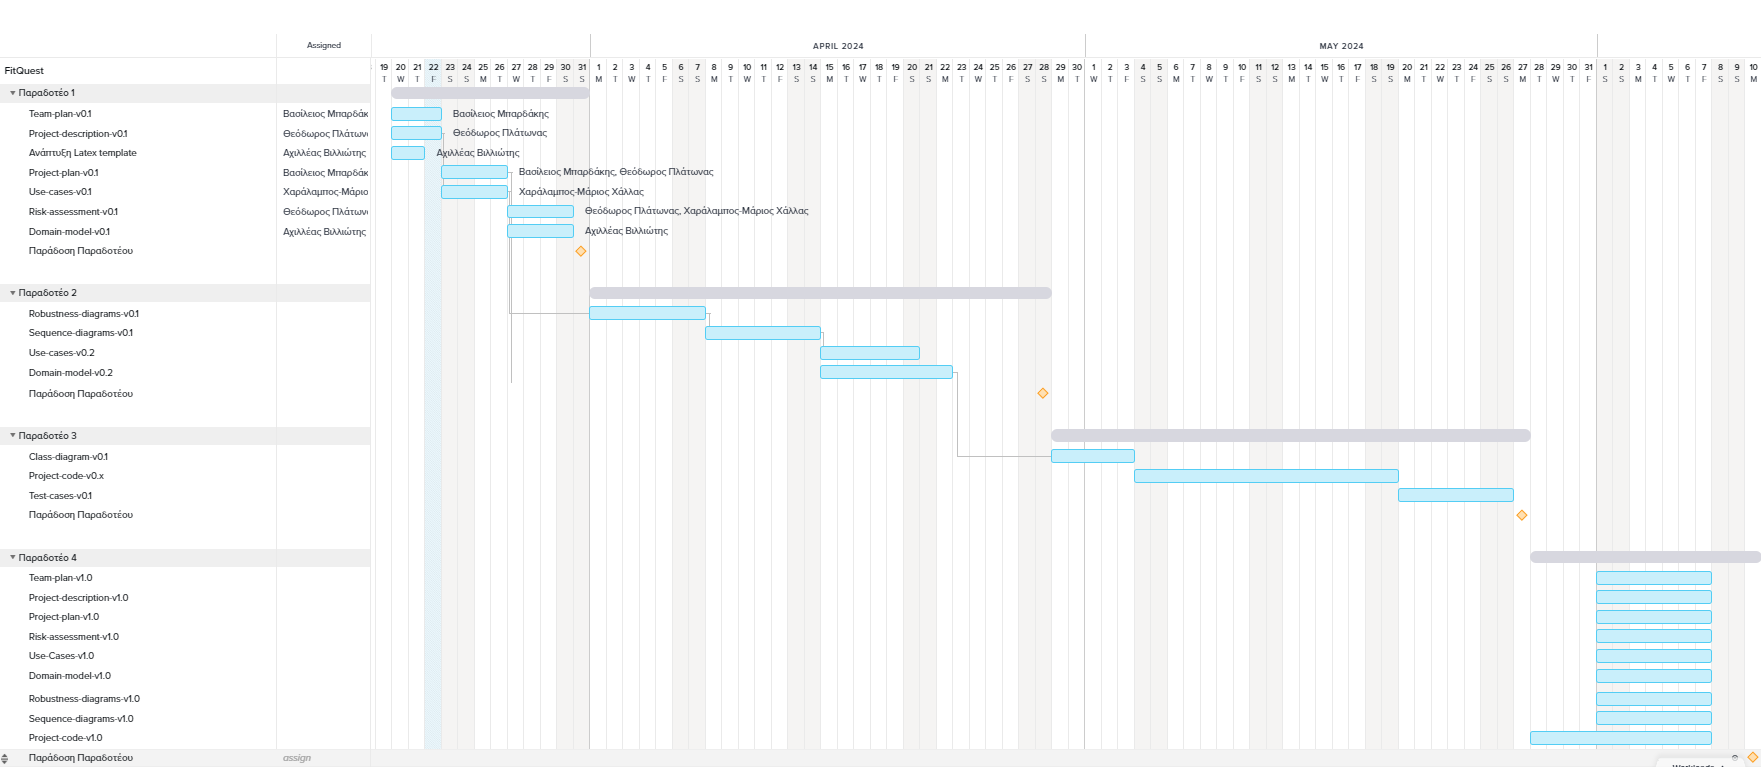 Assigned APRIL 2024 MAY 2024
FitQuest 19 20 21 22 23 24 25 26 27 28 29 30 31 1 2 3 4 5 6 7 8 9 10 11 12 13 14 15 16 17 18 19 20 21 22 23 24 25 26 27 28 29 30 1 2 3 4 5 6 7 8 9 10 11 12 13 14 15 16 17 18 19 20 21 22 23 24 25 26 27 28 29 30 31 1 2 3 4 5 6 7 8 9 10
T W T F S S M T W T F S S M T W T F S S M T W T F S S M T W T F S S M T W T F S S M T W T F S S M T W T F S S M T W T F S S M T W T F S S M T W T F S S M T W T F S S M
Παραδοτέο 1
Team-plan-v0.1 Βασίλειος Μπαρδάκ Βασίλειος Μπαρδάκης
Project-description-v0.1 Θεόδωρος Πλάτων Θεόδωρος Πλάτωνας
Ανάπτυξη Latex template Αχιλλέας Βιλλιώτης Αχιλλέας Βιλλιώτης
Project-plan-v0.1 Βασίλειος Μπαρδάκ Βασίλειος Μπαρδάκης, Θεόδωρος Πλάτωνας
Use-cases-v0.1 Χαράλαμπος-Μάριο Χαράλαμπος-Μάριος Χάλλας
Risk-assessment-v0.1 Θεόδωρος Πλάτων Θεόδωρος Πλάτωνας, Χαράλαμπος-Μάριος Χάλλας
Domain-model-v0.1 Αχιλλέας Βιλλιώτης Αχιλλέας Βιλλιώτης
Παράδοση Παραδοτέου
Παραδοτέο 2
Robustness-diagrams-v0.1
Sequence-diagrams-v0.1
Use-cases-v0.2
Domain-model-v0.2
Παράδοση Παραδοτέου
Παραδοτέο 3
Class-diagram-v0.1
Project-code-v0.x
Test-cases-v0.1
Παράδοση Παραδοτέου
Παραδοτέο 4
Team-plan-v1.0
Project-description-v1.0
Project-plan-v1.0
Risk-assessment-v1.0
Use-Cases-v1.0
Domain-model-v1.0
Robustness-diagrams-v1.0
Sequence-diagrams-v1.0
Project-code-v1.0
Παράδοση Παραδοτέου assign